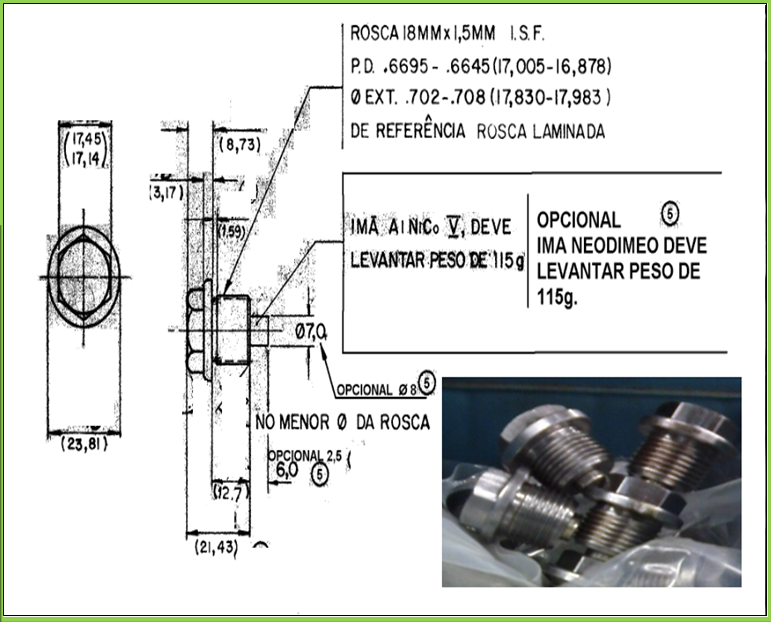 ROSCA 18MM x 1,5MM I.S.F.
P.D. .6695 - .6645 (17,005-16,878)
Ø EXT. .702-.708 (17,830-17,983)
DE REFERÊNCIA ROSCA LAMINADA
(17,45
17,14)
(8,73)
(3,17)
(1,59)
IMÃ AlNiCo V, DEVE
LEVANTAR PESO DE 115g
OPCIONAL 5
IMA NEODIMEO DEVE
LEVANTAR PESO DE
115g.
Ø7,0
OPCIONAL Ø 8 5
NO MENOR Ø DA ROSCA
OPCIONAL 2,5
6,0 5
(23,81)
(12,7)
(21,43)